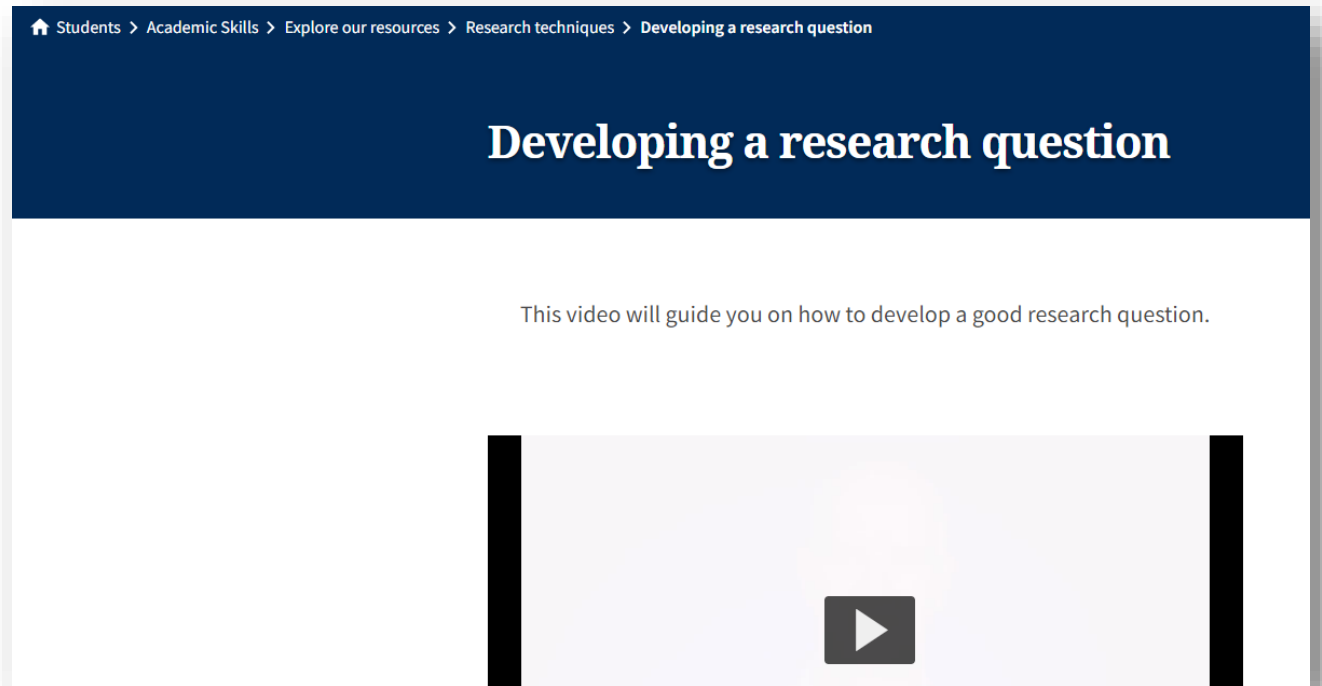 Students > Academic Skills > Explore our resources > Research techniques > Developing a research question
Developing a research question
This video will guide you on how to develop a good research question.